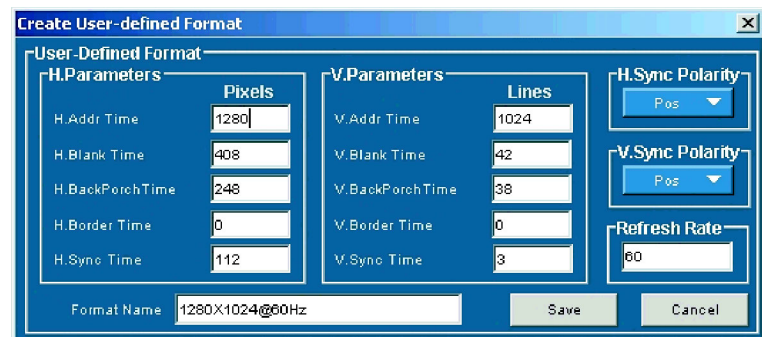 Create User-defined Format
User-Defined Format
H.Parameters
Pixels
H.Addr Time 1280
H.Blank Time 408
H.BackPorchTime 248
H.Border Time 0
H.Sync Time 112
V.Parameters
Lines
V.Addr Time 1024
V.Blank Time 42
V.BackPorchTime 38
V.Border Time 0
V.Sync Time 3
H.Sync Polarity
Pos
V.Sync Polarity
Pos
Refresh Rate
60
Format Name 1280X1024@60Hz
Save
Cancel